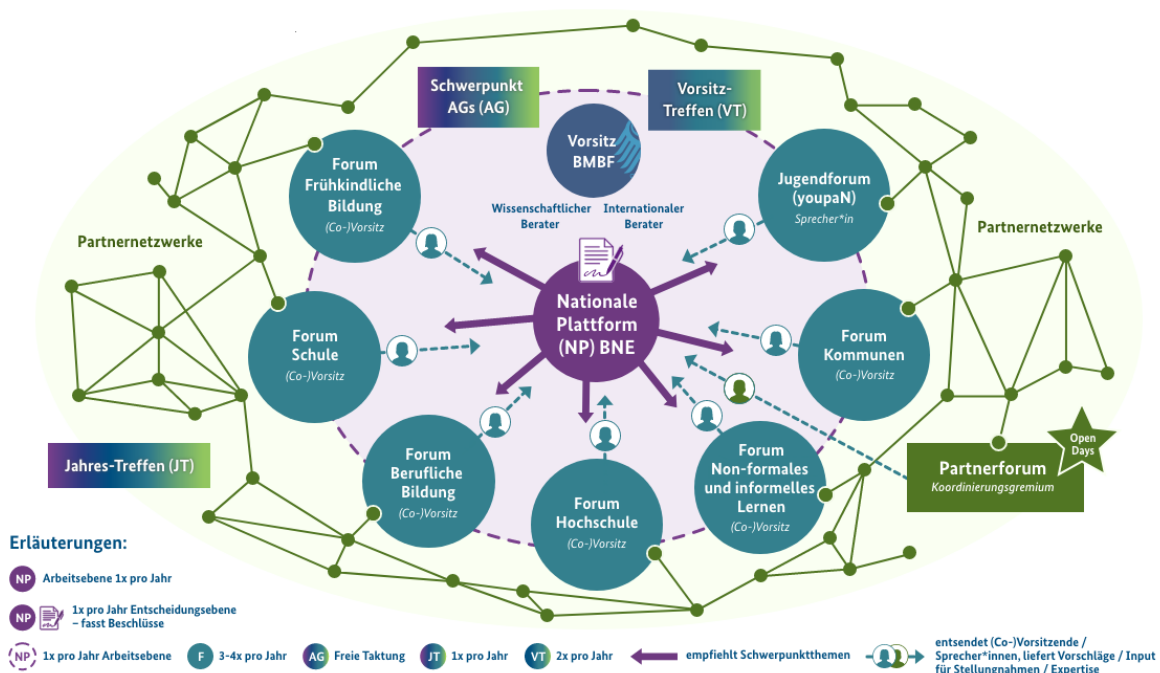 Schwerpunkt
AGs (AG)
Vorsitz-
Treffen (VT)
Vorsitz
BMBF
Wissenschaftlicher
Berater
Internationaler
Berater
Forum
Frühkindliche
Bildung
(Co-)Vorsitz
Jugendforum
(youpaN)
Sprecher*in
Partnernetzwerke
Partnernetzwerke
Nationale
Plattform
(NP) BNE
Forum
Schule
(Co-)Vorsitz
Forum
Kommunen
(Co-)Vorsitz
Jahres-Treffen (JT)
Forum
Berufliche
Bildung
(Co-)Vorsitz
Forum
Hochschule
(Co-)Vorsitz
Forum
Non-formales
und informelles
Lernen
(Co-)Vorsitz
Open
Days
Partnerforum
Koordinierungsgremium
Erläuterungen:
NP Arbeitsebene 1x pro Jahr
NP 1x pro Jahr Entscheidungsebene
– fasst Beschlüsse
NP 1x pro Jahr Arbeitsebene
F 3-4x pro Jahr
AG Freie Taktung
JT 1x pro Jahr
VT 2x pro Jahr
empfiehlt Schwerpunktthemen
entsendet (Co-)Vorsitzende /
Sprecher*innen, liefert Vorschläge / Input
für Stellungnahmen / Expertise